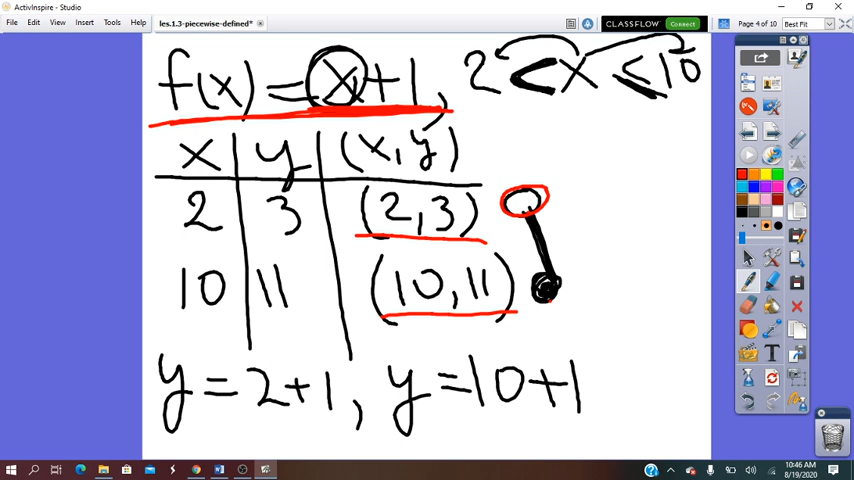 ActivInspire - Studio
File Edit View Insert Tools Help
les.1.3-piecewise-defined*
CLASSFLOW Connect Page 4 of 10 Best Fit
f(x) = x+1, 2 < x ≤ 10
x y (x,y)
2 3 (2,3)
10 11 (10,11)
y = 2+1, y = 10+1
10:46 AM
8/19/2020